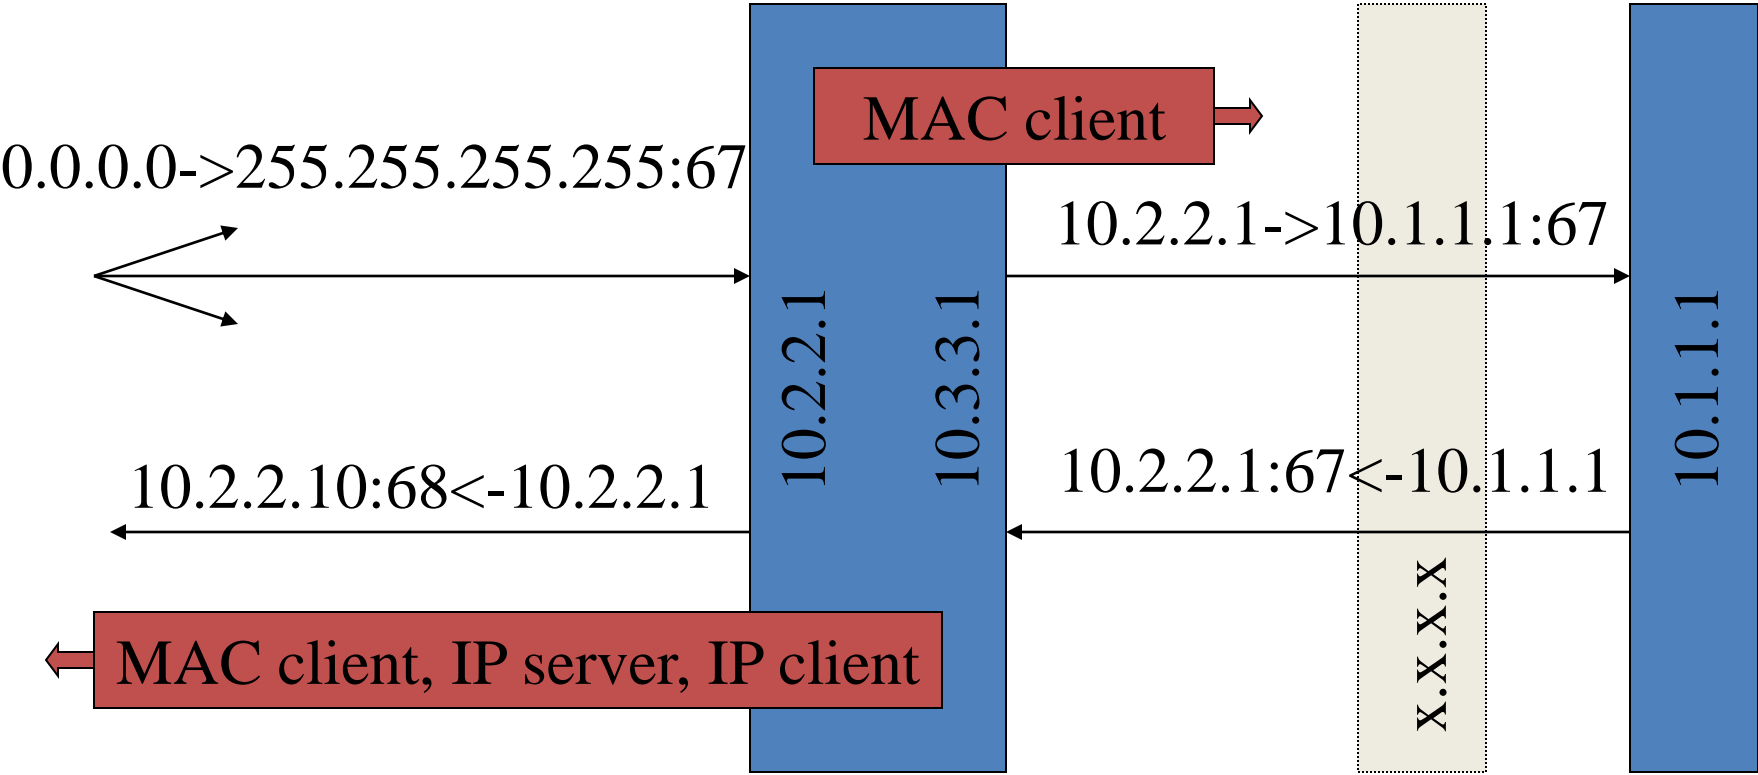 MAC client
0.0.0.0->255.255.255.255:67
10.2.2.1->10.1.1.1:67
10.2.2.1
10.3.3.1
10.1.1.1
10.2.2.10:68<-10.2.2.1
10.2.2.1:67<-10.1.1.1
x.x.x.x
MAC client, IP server, IP client